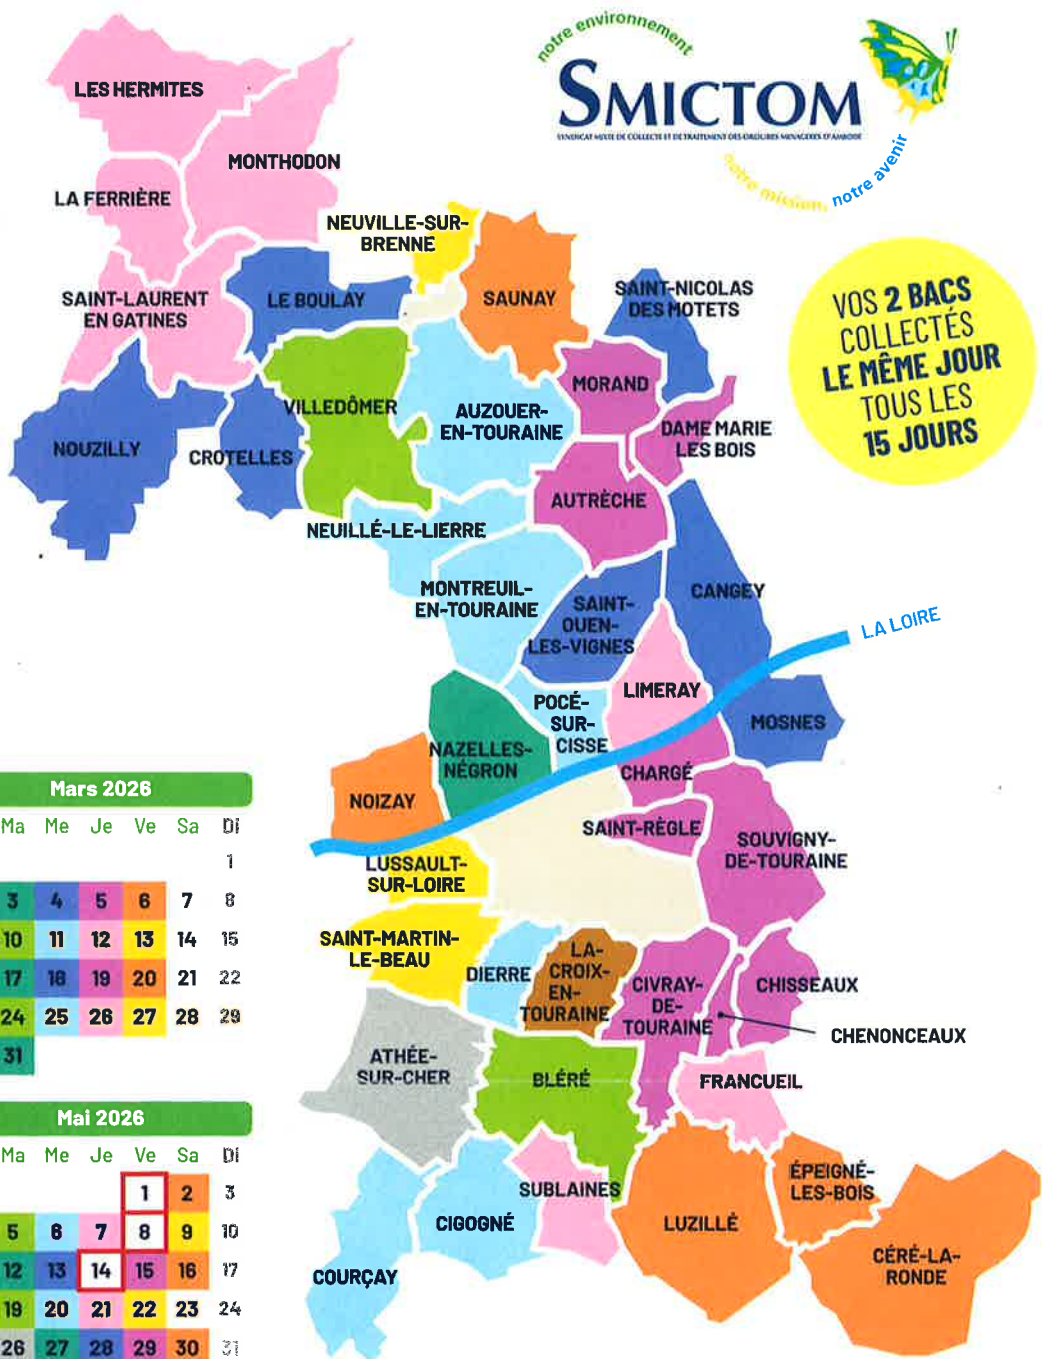 notre environnement
SMICTOM
SYNDICAT MIXTE DE COLLECTE ET DE TRAITEMENT DES ORDURES MENAGERES D'AMBOISE
notre mission, notre avenir
VOS 2 BACS
COLLECTÉS
LE MÊME JOUR
TOUS LES
15 JOURS
LES HERMITES
MONTHODON
LA FERRIÈRE
NEUVILLE-SUR-
BRENNE
SAINT-LAURENT
EN GATINES
LE BOULAY
SAUNAY
SAINT-NICOLAS
DES MOTETS
MORAND
VILLEDÔMER
AUZOUER-
EN-TOURAINE
DAME MARIE
LES BOIS
NOUZILLY
CROTELLES
AUTRÈCHE
NEUILLÉ-LE-LIERRE
MONTREUIL-
EN-TOURAINE
SAINT-
OUEN-
LES-VIGNES
CANGEY
LA LOIRE
LIMERAY
POCÉ-
SUR-
CISSE
MOSNES
NAZELLES-
NÉGRON
CHARGÉ
NOIZAY
SAINT-RÈGLE
SOUVIGNY-
DE-TOURAINE
LUSSAULT-
SUR-LOIRE
SAINT-MARTIN-
LE-BEAU
DIERRE
LA-
CROIX-
EN-
TOURAINE
CIVRAY-
DE-
TOURAINE
CHISSEAUX
CHENONCEAUX
ATHÉE-
SUR-CHER
BLÉRÉ
FRANCUEIL
SUBLAINES
ÉPEIGNÉ-
LES-BOIS
CIGOGNÉ
LUZILLÉ
CÉRÉ-LA-
RONDE
COURÇAY
Mars 2026
Ma Me Je Ve Sa Di
1
3 4 5 6 7 8
10 11 12 13 14 15
17 18 19 20 21 22
24 25 26 27 28 29
31
Mai 2026
Ma Me Je Ve Sa Di
1 2 3
5 6 7 8 9 10
12 13 14 15 16 17
19 20 21 22 23 24
26 27 28 29 30 31